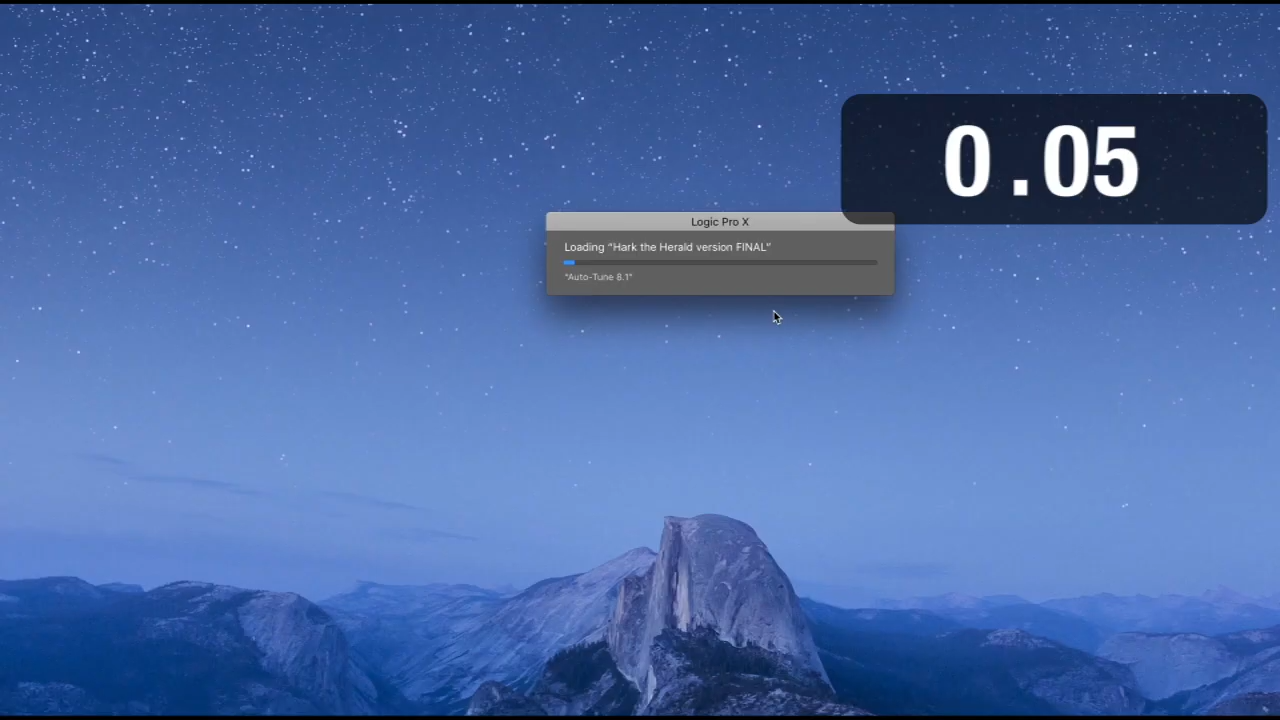 0.05
Logic Pro X
Loading “Hark the Herald version FINAL”
“Auto-Tune 8.1”